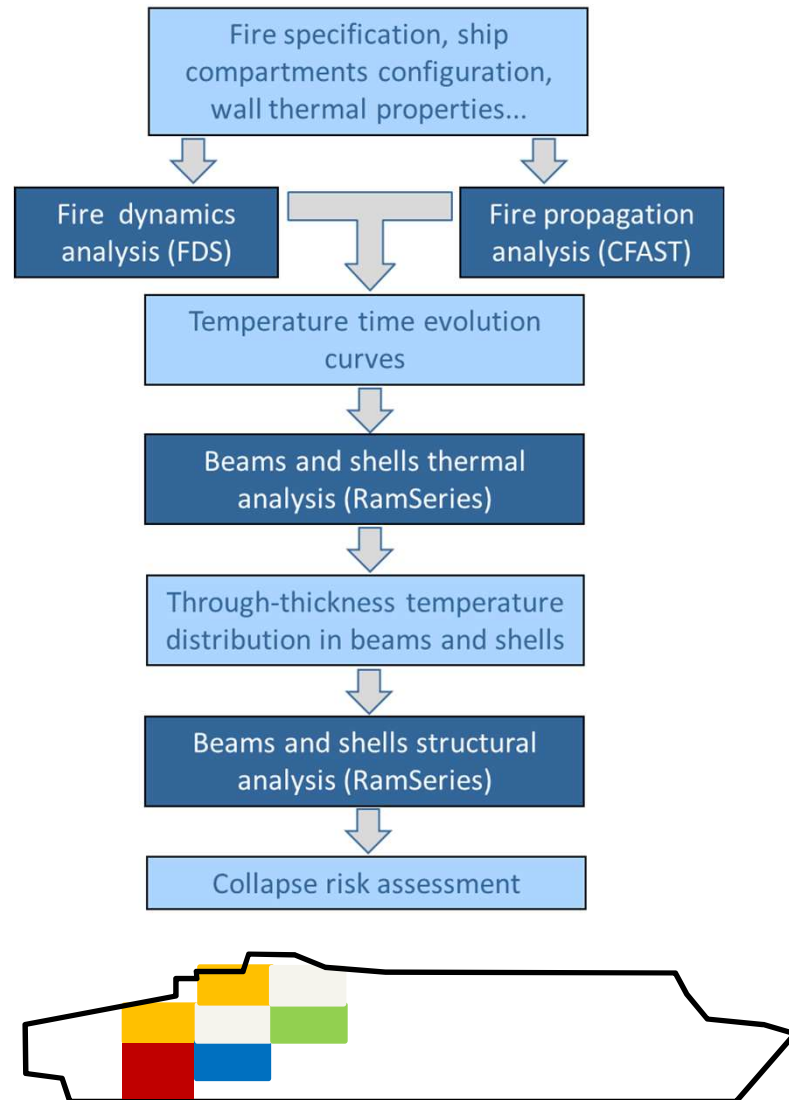 Fire specification, ship
compartments configuration,
wall thermal properties...
Fire dynamics
analysis (FDS)
Fire propagation
analysis (CFAST)
Temperature time evolution
curves
Beams and shells thermal
analysis (RamSeries)
Through-thickness temperature
distribution in beams and shells
Beams and shells structural
analysis (RamSeries)
Collapse risk assessment